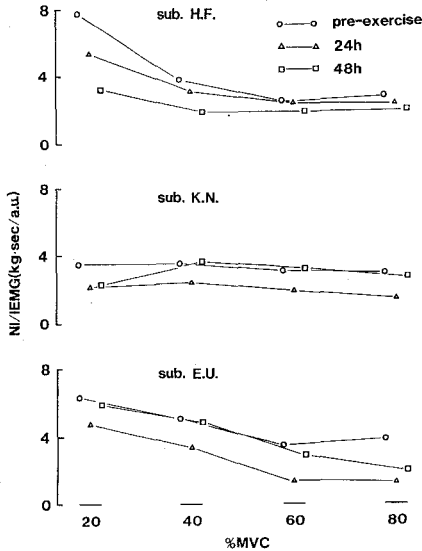 sub. H.F.
pre-exercise
24h
48h
8
4
0
sub. K.N.
8
4
0
NI/IEMG(kg·sec/a.u.)
sub. E.U.
8
4
0
20 40 60 80
%MVC